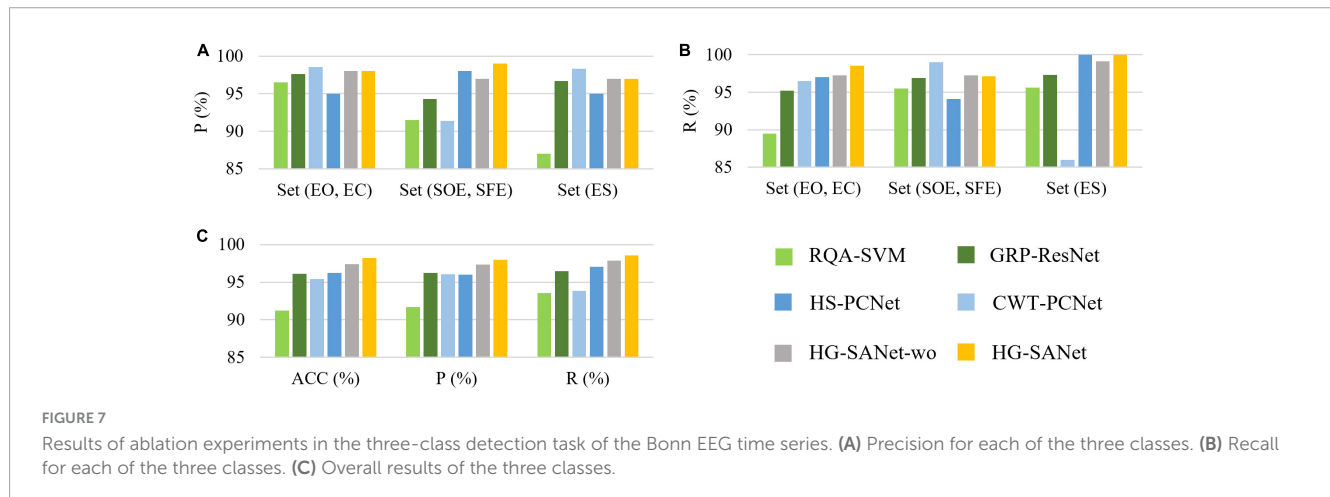 A
P (%)
100
95
90
85
Set (EO, EC) Set (SOE, SFE) Set (ES)
B
R (%)
100
95
90
85
Set (EO, EC) Set (SOE, SFE) Set (ES)
C
100
95
90
85
ACC (%) P (%) R (%)
RQA-SVM GRP-ResNet
HS-PCNet CWT-PCNet
HG-SANet-wo HG-SANet
FIGURE 7
Results of ablation experiments in the three-class detection task of the Bonn EEG time series. (A) Precision for each of the three classes. (B) Recall
for each of the three classes. (C) Overall results of the three classes.